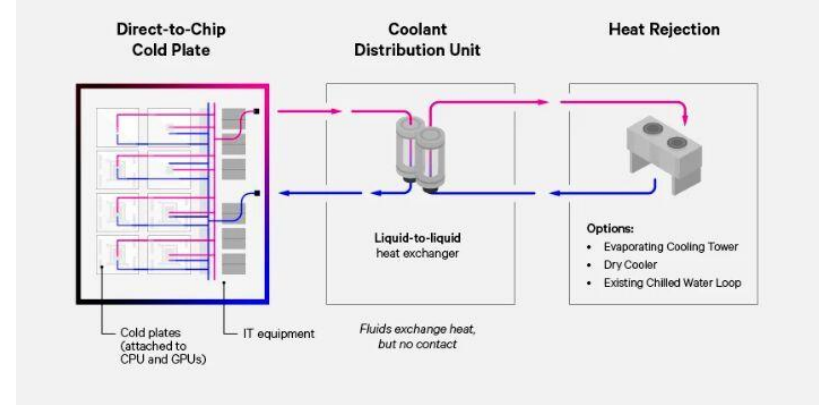 Direct-to-Chip
Cold Plate
Coolant
Distribution Unit
Heat Rejection
Liquid-to-liquid
heat exchanger
Options:
• Evaporating Cooling Tower
• Dry Cooler
• Existing Chilled Water Loop
Cold plates
(attached to
CPU and GPUs)
IT equipment
Fluids exchange heat,
but no contact